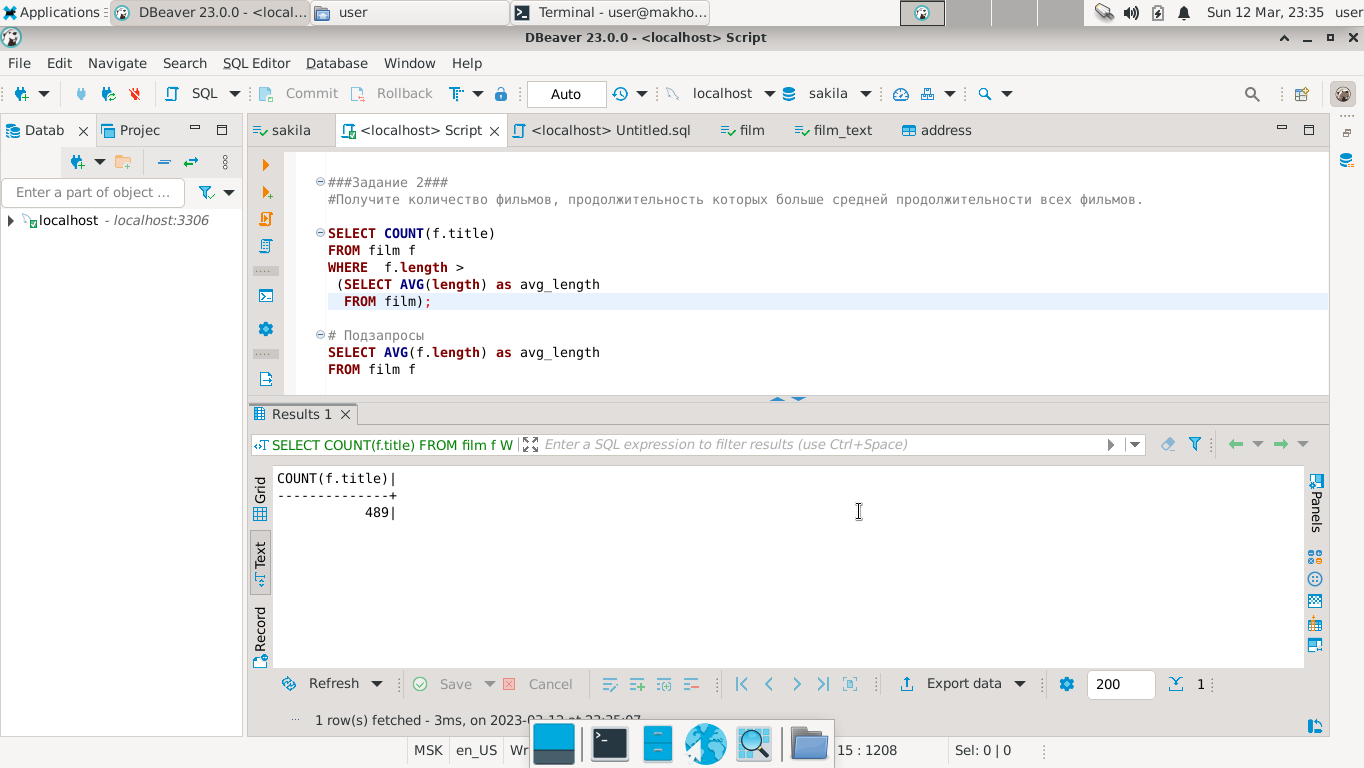 Applications
DBeaver 23.0.0 - <local...
user
Terminal - user@makho...
Sun 12 Mar, 23:35
user
DBeaver 23.0.0 - <localhost> Script
File Edit Navigate Search SQL Editor Database Window Help
SQL Commit Rollback Auto localhost sakila
Datab Projec
sakila <localhost> Script <localhost> Untitled.sql film film_text address
Enter a part of object ...
localhost - localhost:3306
###Задание 2###
#Получите количество фильмов, продолжительность которых больше средней продолжительности всех фильмов.
SELECT COUNT(f.title)
FROM film f
WHERE  f.length >
(SELECT AVG(length) as avg_length
FROM film);
# Подзапросы
SELECT AVG(f.length) as avg_length
FROM film f
Results 1
SELECT COUNT(f.title) FROM film f W
Enter a SQL expression to filter results (use Ctrl+Space)
Grid
Text
Record
COUNT(f.title)|
--------------+
489|
Panels
Refresh Save Cancel Export data 200 1
1 row(s) fetched - 3ms, on 2023-03-12 at 23:35:07
MSK en_US Wr 15 : 1208 Sel: 0 | 0